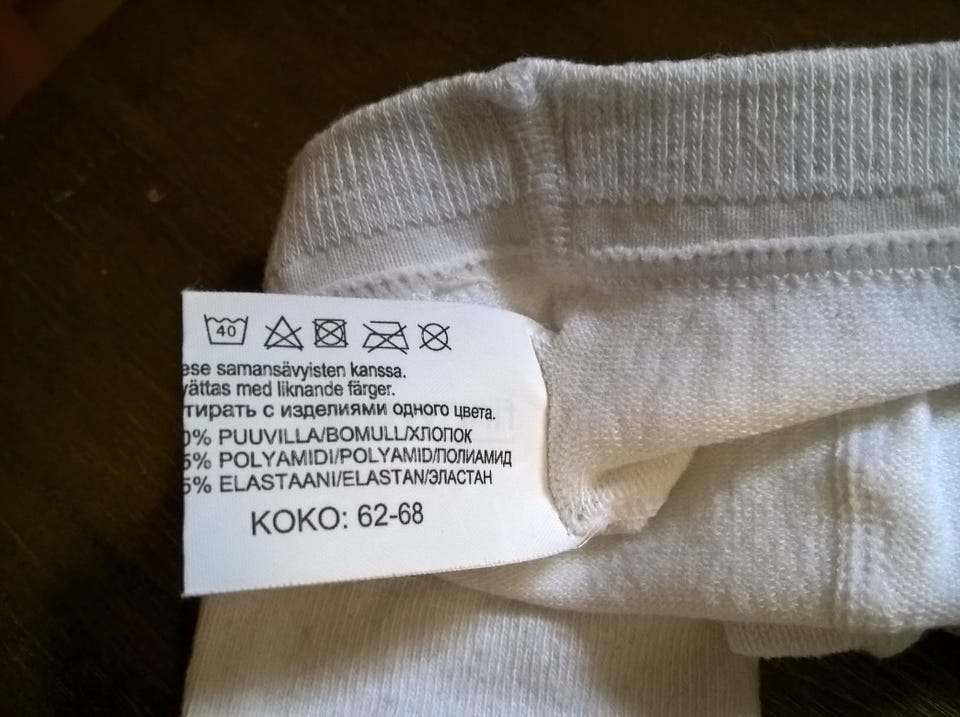 40
ese samansävyisten kanssa.
vättas med liknande färger.
тирать с изделиями одного цвета.
0% PUUVILLA/BOMULL/ХЛОПОК
5% POLYAMIDI/POLYAMID/ПОЛИАМИД
5% ELASTAANI/ELASTAN/ЭЛАСТАН
KOKO: 62-68